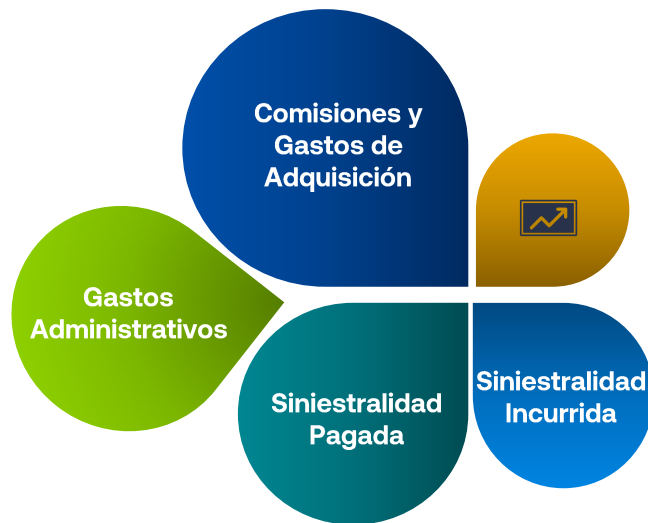 Comisiones y
Gastos de
Adquisición
Gastos
Administrativos
Siniestralidad
Pagada
Siniestralidad
Incurrida